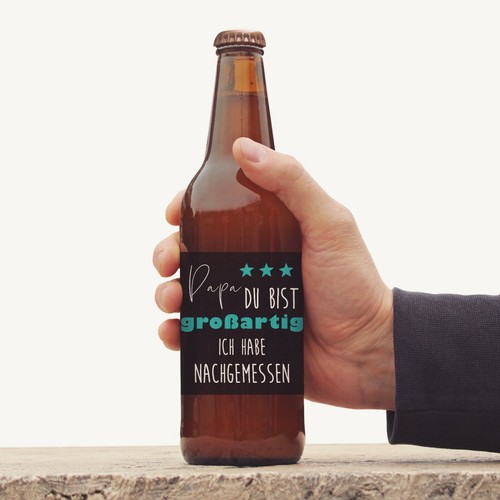 Papa
DU BIST
großartig
ICH HABE
NACHGEMESSEN